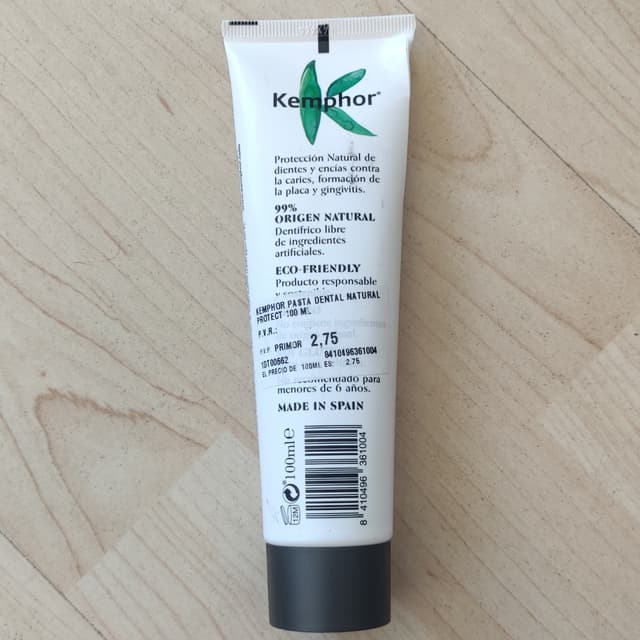 Kemphor®
Protección Natural de
dientes y encías contra
la caries, formación de
la placa y gingivitis.
99%
ORIGEN NATURAL
Dentífrico libre
de ingredientes
artificiales.
ECO-FRIENDLY
Producto responsable
KEMPHOR PASTA DENTAL NATURAL
PROTECT 100 ML
P.V.R.:
P.V.P. PRIMOR 2,75
1DT00662 8410496361004
EL PRECIO DE 100ML ES: 2.75
recomendado para
menores de 6 años.
MADE IN SPAIN
12M
100ml e
8 410496 361004